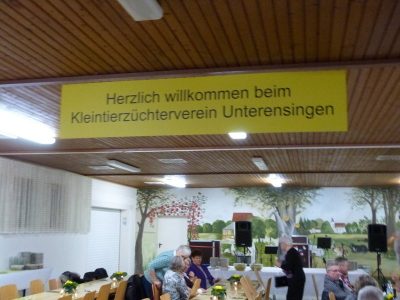 Herzlich willkommen beim
Kleintierzüchterverein Unterensingen